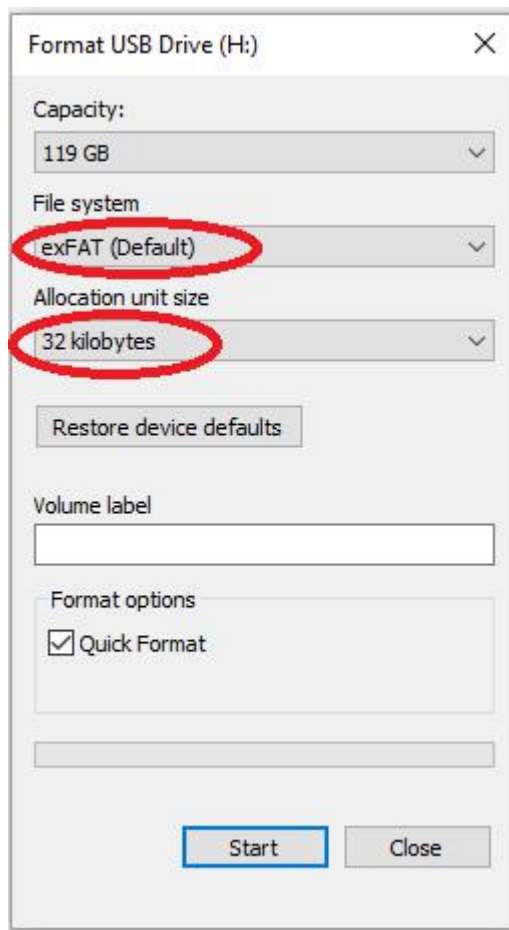 Format USB Drive (H:)
Capacity:
119 GB
File system
exFAT (Default)
Allocation unit size
32 kilobytes
Restore device defaults
Volume label
Format options
Quick Format
Start Close